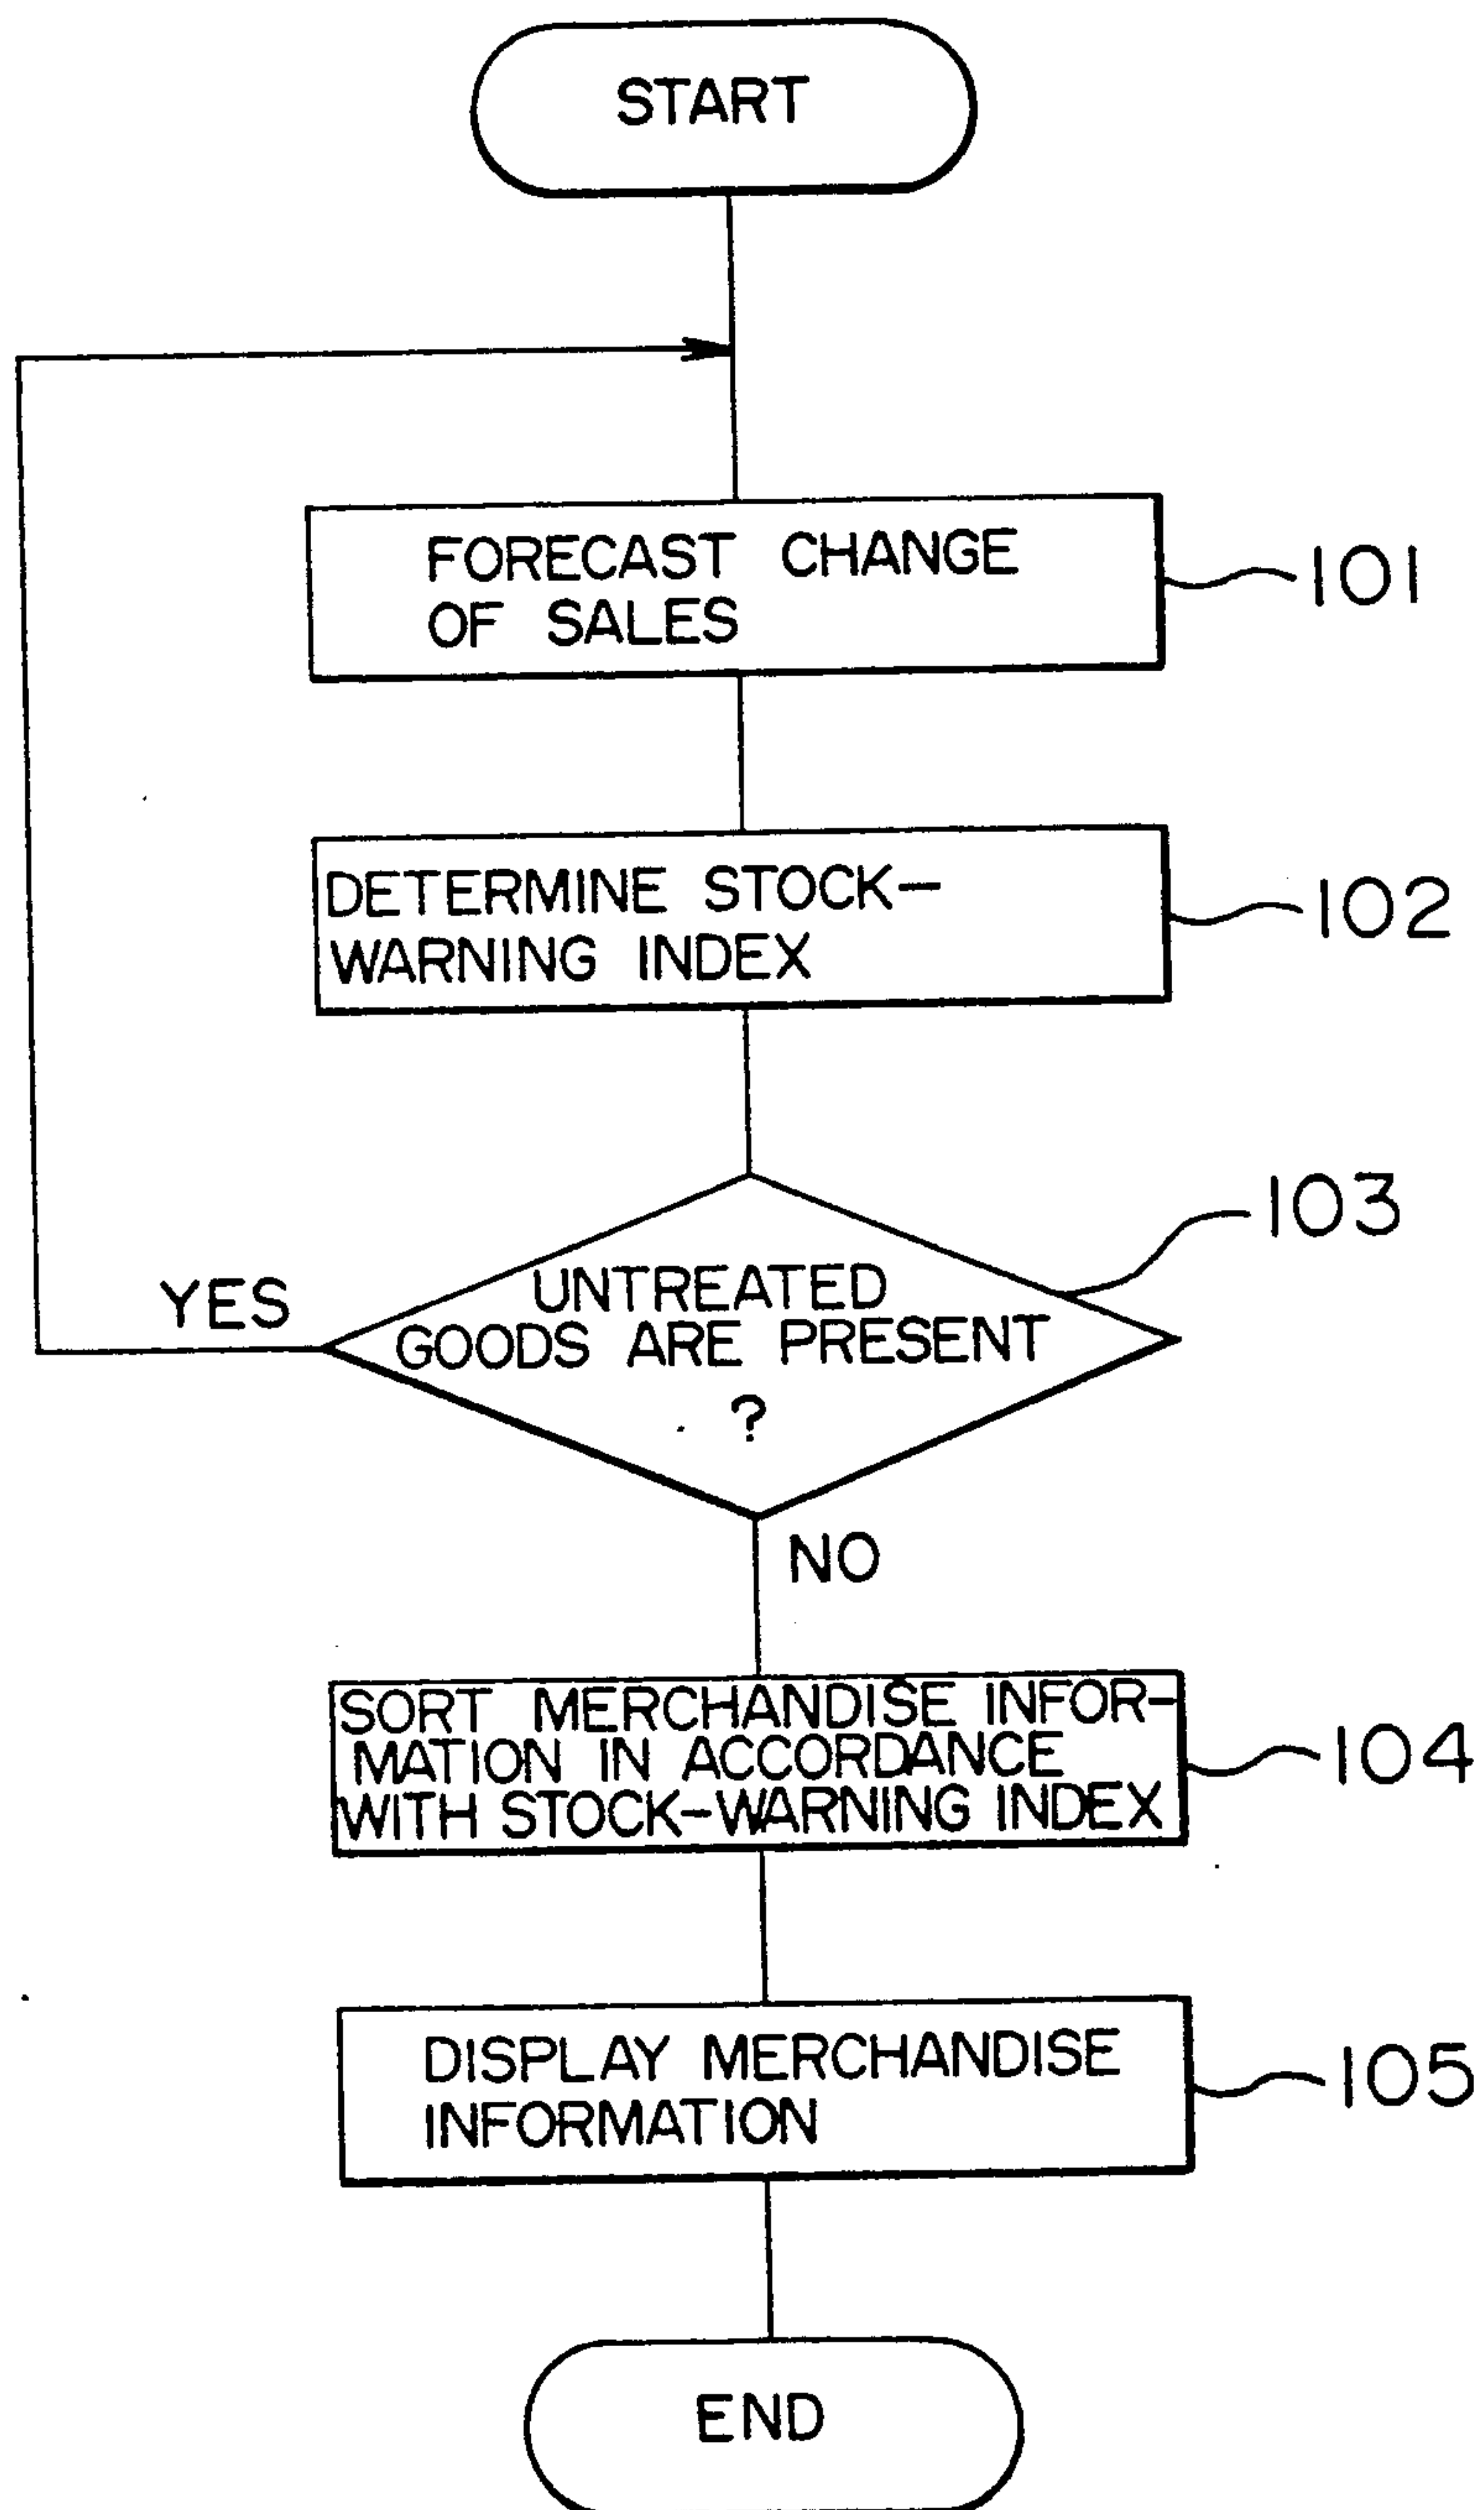 START
FORECAST CHANGE
OF SALES
101
DETERMINE STOCK-
WARNING INDEX
102
103
UNTREATED
GOODS ARE PRESENT
?
YES
NO
SORT MERCHANDISE INFOR-
MATION IN ACCORDANCE
WITH STOCK-WARNING INDEX
104
DISPLAY MERCHANDISE
INFORMATION
105
END